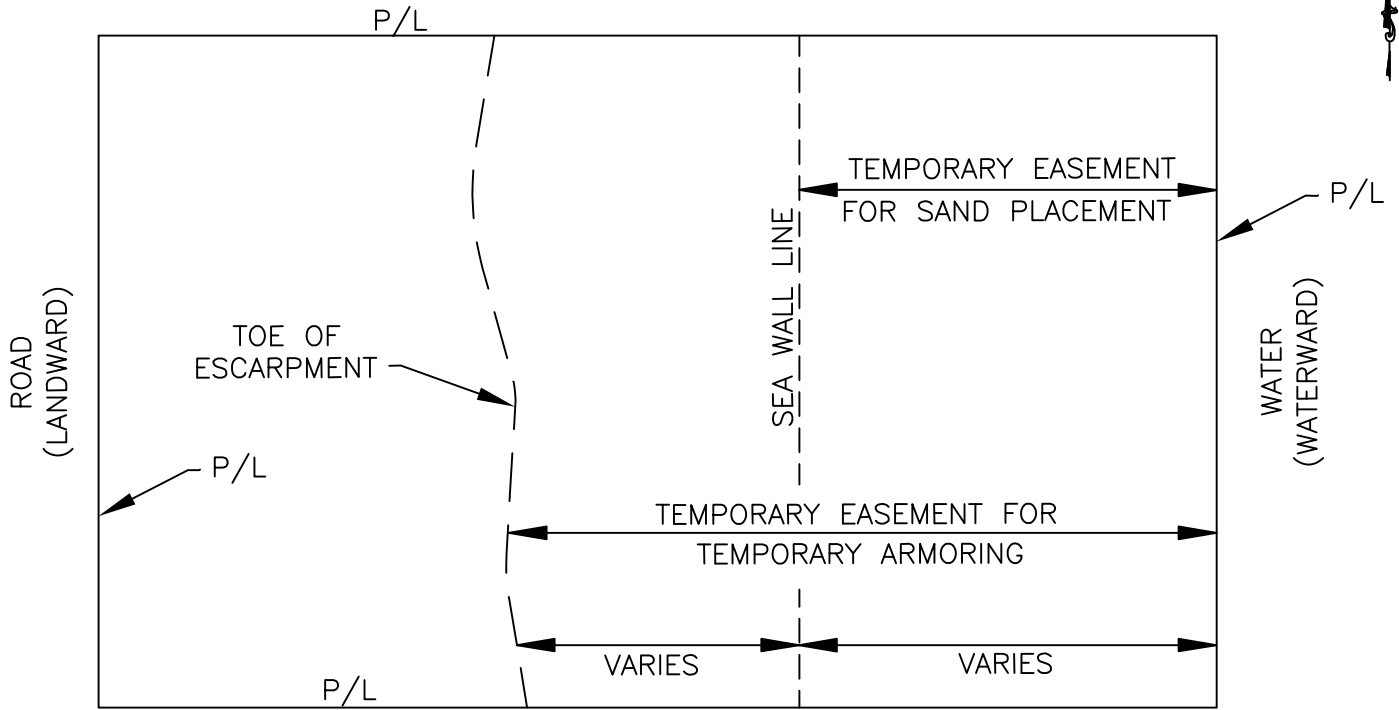 P/L
TEMPORARY EASEMENT
FOR SAND PLACEMENT
P/L
SEA WALL LINE
ROAD
(LANDWARD)
TOE OF
ESCARPMENT
WATER
(WATERWARD)
P/L
TEMPORARY EASEMENT FOR
TEMPORARY ARMORING
VARIES
VARIES
P/L